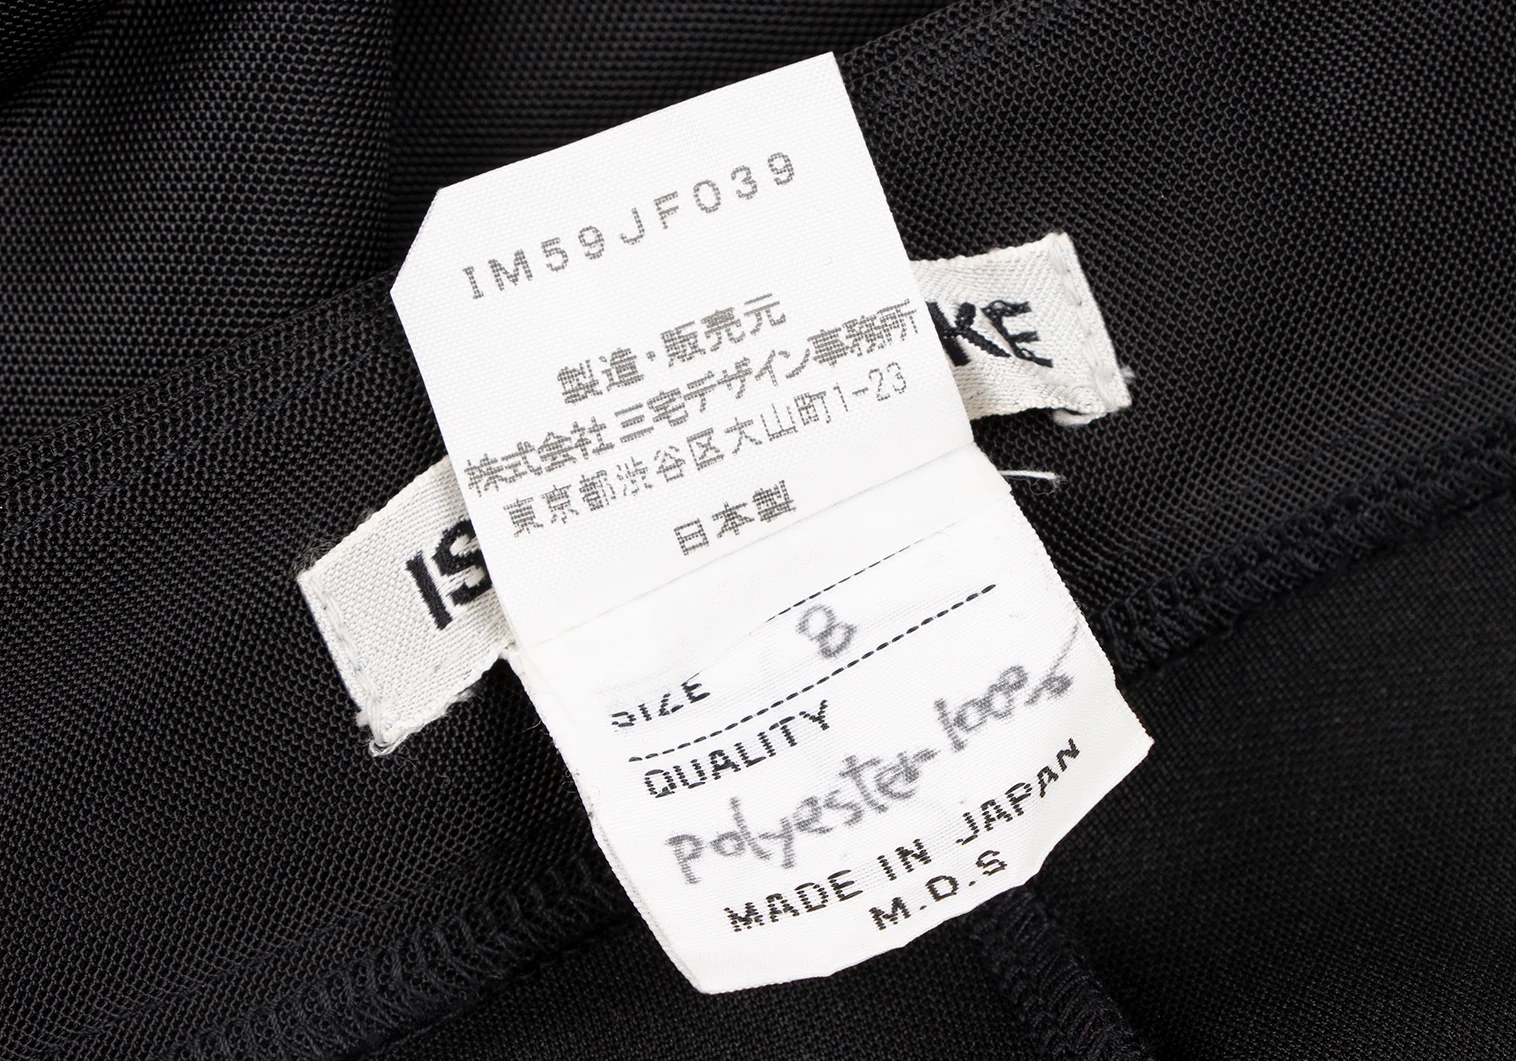 IM59JF039
製造・販売元
株式会社三宅デザイン事務所
東京都渋谷区大山町1-23
日本製
IS
KE
SIZE 8
QUALITY
Polyester 100%
MADE IN JAPAN
M.D.S